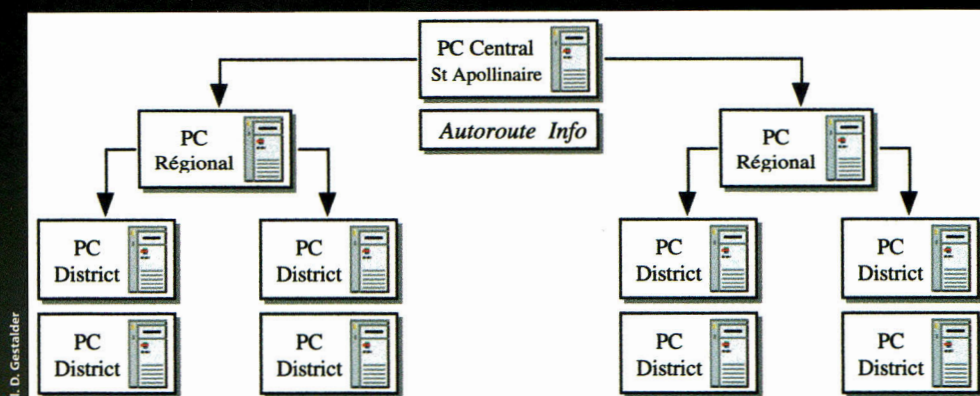 PC Central
St Apollinaire
Autoroute Info
PC
Régional
PC
Régional
PC
District
PC
District
PC
District
PC
District
PC
District
PC
District
PC
District
PC
District
J. D. Gestalder